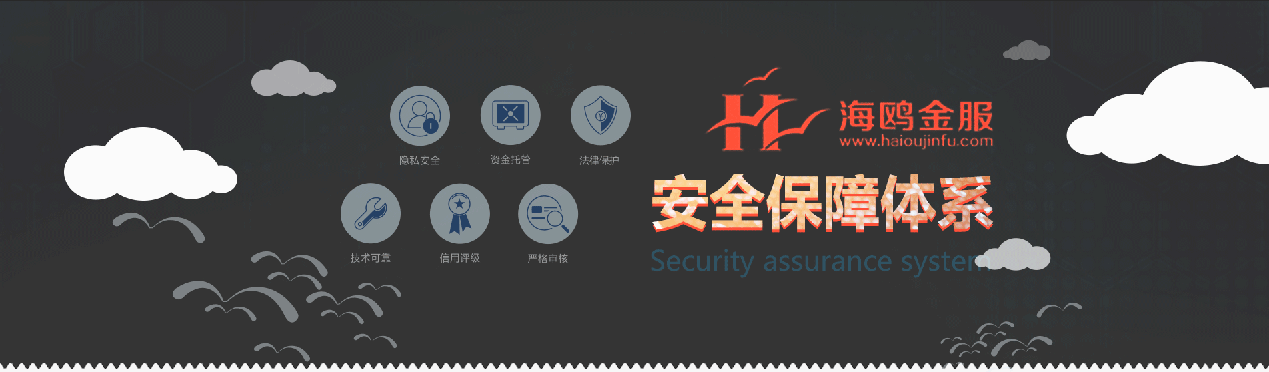 隐私安全
资金托管
法律保护
技术可靠
信用评级
严格审核
海鸥金服
www.haioujinfu.com
安全保障体系
Security assurance system